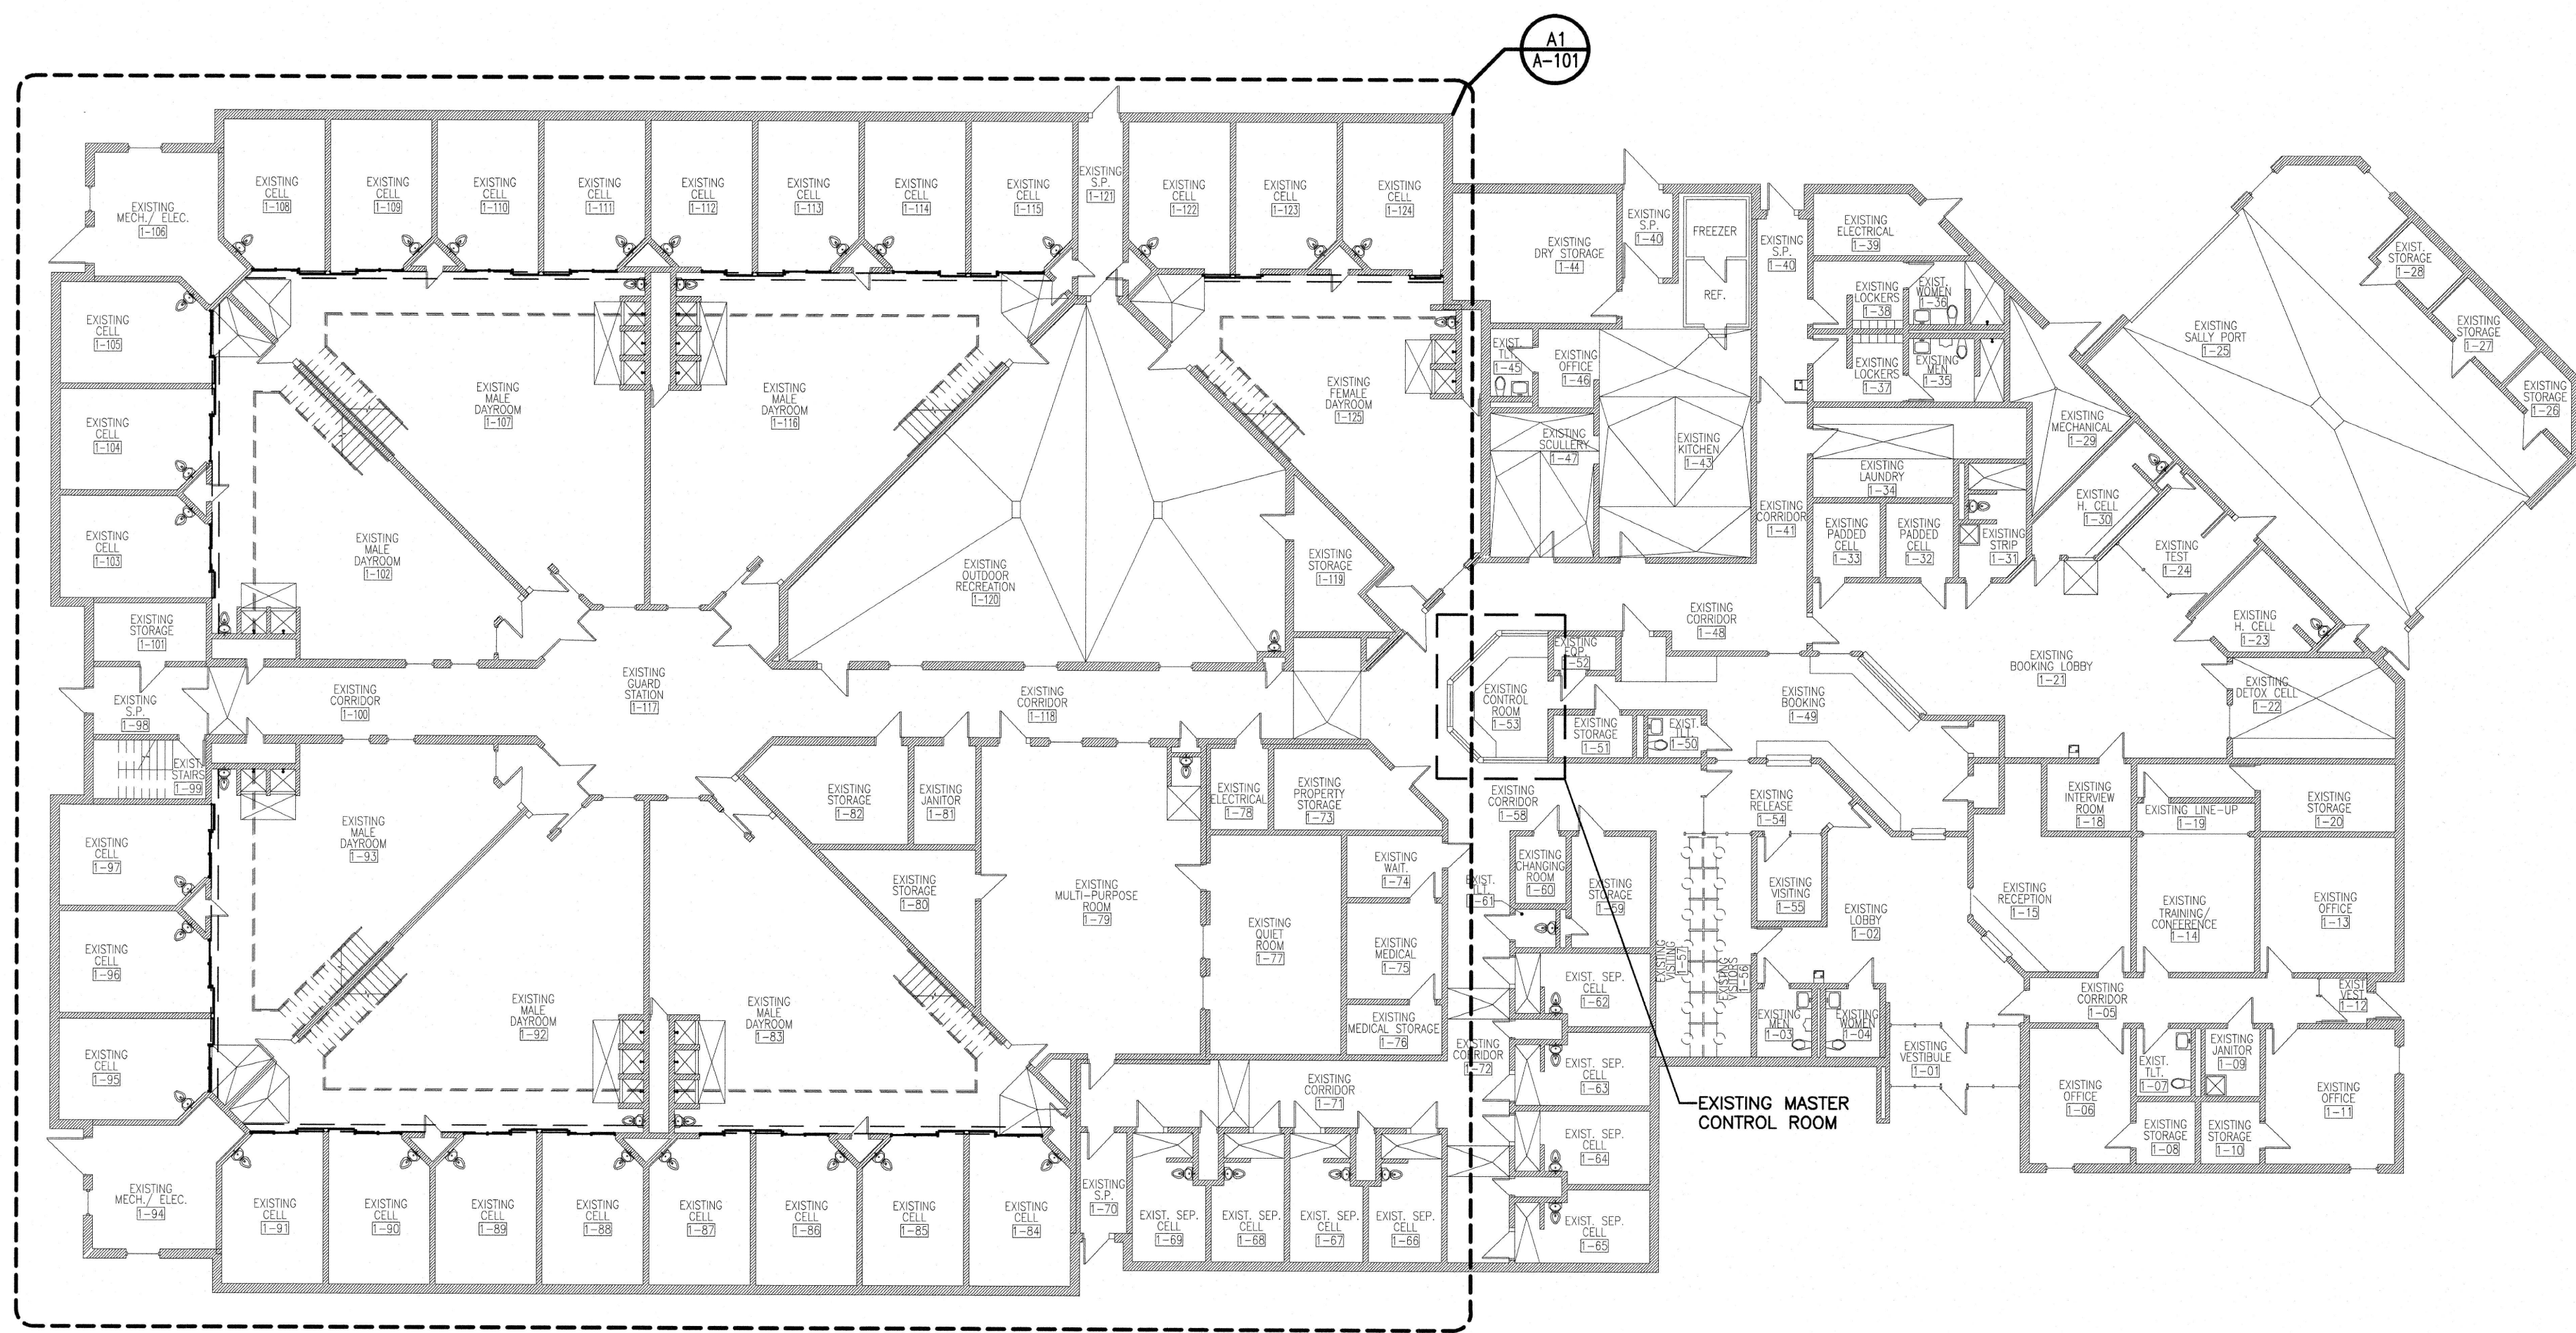 A1
A-101
EXISTING
CELL
1-108
EXISTING
CELL
1-109
EXISTING
CELL
1-110
EXISTING
CELL
1-111
EXISTING
CELL
1-112
EXISTING
CELL
1-113
EXISTING
CELL
1-114
EXISTING
CELL
1-115
EXISTING
S.P.
1-121
EXISTING
CELL
1-122
EXISTING
CELL
1-123
EXISTING
CELL
1-124
EXISTING
MECH./ ELEC.
1-106
EXISTING
DRY STORAGE
1-44
EXISTING
S.P.
1-40
FREEZER
REF.
EXISTING
S.P.
1-40
EXISTING
ELECTRICAL
1-39
EXIST.
STORAGE
1-28
EXISTING
LOCKERS
1-38
EXIST.
WOMEN
1-36
EXISTING
SALLY PORT
1-25
EXISTING
STORAGE
1-27
EXISTING
STORAGE
1-26
EXISTING
CELL
1-105
EXISTING
MALE
DAYROOM
1-107
EXISTING
MALE
DAYROOM
1-116
EXISTING
FEMALE
DAYROOM
1-125
EXIST.
TLT.
1-45
EXISTING
OFFICE
1-46
EXISTING
LOCKERS
1-37
EXISTING
MEN
1-35
EXISTING
CELL
1-104
EXISTING
SCULLERY
1-47
EXISTING
KITCHEN
1-43
EXISTING
MECHANICAL
1-29
EXISTING
LAUNDRY
1-34
EXISTING
H. CELL
1-30
EXISTING
CORRIDOR
1-41
EXISTING
PADDED
CELL
1-33
EXISTING
PADDED
CELL
1-32
EXISTING
STRIP
1-31
EXISTING
TEST
1-24
EXISTING
CELL
1-103
EXISTING
MALE
DAYROOM
1-102
EXISTING
OUTDOOR
RECREATION
1-120
EXISTING
STORAGE
1-119
EXISTING
STORAGE
1-101
EXISTING
CORRIDOR
1-48
EXISTING
H. CELL
1-23
EXISTING
EQP.
1-52
EXISTING
BOOKING LOBBY
1-21
EXISTING
DETOX CELL
1-22
EXISTING
S.P.
1-98
EXISTING
CORRIDOR
1-100
EXISTING
GUARD
STATION
1-117
EXISTING
CORRIDOR
1-118
EXISTING
CONTROL
ROOM
1-53
EXISTING
BOOKING
1-49
EXISTING
STORAGE
1-51
EXIST.
TLT.
1-50
EXIST.
STAIRS
1-99
EXISTING
STORAGE
1-82
EXISTING
JANITOR
1-81
EXISTING
ELECTRICAL
1-78
EXISTING
PROPERTY
STORAGE
1-73
EXISTING
CORRIDOR
1-58
EXISTING
RELEASE
1-54
EXISTING
INTERVIEW
ROOM
1-18
EXISTING LINE-UP
1-19
EXISTING
STORAGE
1-20
EXISTING
MALE
DAYROOM
1-93
EXISTING
CELL
1-97
EXISTING
STORAGE
1-80
EXISTING
MULTI-PURPOSE
ROOM
1-79
EXISTING
QUIET
ROOM
1-77
EXISTING
WAIT.
1-74
EXIST.
TLT.
1-61
EXISTING
CHANGING
ROOM
1-60
EXISTING
STORAGE
1-59
EXISTING
VISITING
1-55
EXISTING
LOBBY
1-02
EXISTING
RECEPTION
1-15
EXISTING
TRAINING/
CONFERENCE
1-14
EXISTING
OFFICE
1-13
EXISTING
CELL
1-96
EXISTING
MEDICAL
1-75
EXISTING
VISITING
1-57
EXISTING
VISITORS
1-56
EXISTING
MALE
DAYROOM
1-92
EXISTING
MALE
DAYROOM
1-83
EXISTING
MEDICAL STORAGE
1-76
EXIST. SEP.
CELL
1-62
EXISTING
MEN
1-03
EXISTING
WOMEN
1-04
EXISTING
CORRIDOR
1-05
EXIST.
VEST.
1-12
EXISTING
CELL
1-95
EXISTING
CORRIDOR
1-72
EXIST. SEP.
CELL
1-63
EXISTING
VESTIBULE
1-01
EXISTING
CORRIDOR
1-71
EXISTING
OFFICE
1-06
EXIST.
TLT.
1-07
EXISTING
JANITOR
1-09
EXISTING
OFFICE
1-11
EXISTING MASTER
CONTROL ROOM
EXIST. SEP.
CELL
1-64
EXISTING
STORAGE
1-08
EXISTING
STORAGE
1-10
EXISTING
MECH./ ELEC.
1-94
EXISTING
CELL
1-91
EXISTING
CELL
1-90
EXISTING
CELL
1-89
EXISTING
CELL
1-88
EXISTING
CELL
1-87
EXISTING
CELL
1-86
EXISTING
CELL
1-85
EXISTING
CELL
1-84
EXISTING
S.P.
1-70
EXIST. SEP.
CELL
1-69
EXIST. SEP.
CELL
1-68
EXIST. SEP.
CELL
1-67
EXIST. SEP.
CELL
1-66
EXIST. SEP.
CELL
1-65